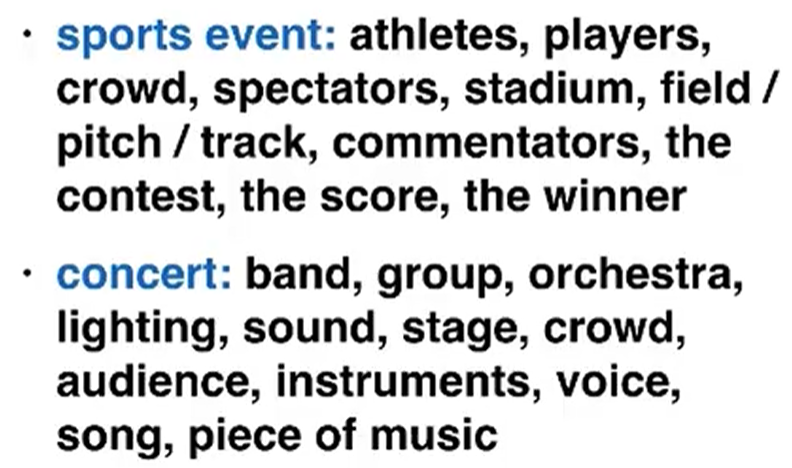 · sports event: athletes, players,
crowd, spectators, stadium, field /
pitch / track, commentators, the
contest, the score, the winner
· concert: band, group, orchestra,
lighting, sound, stage, crowd,
audience, instruments, voice,
song, piece of music